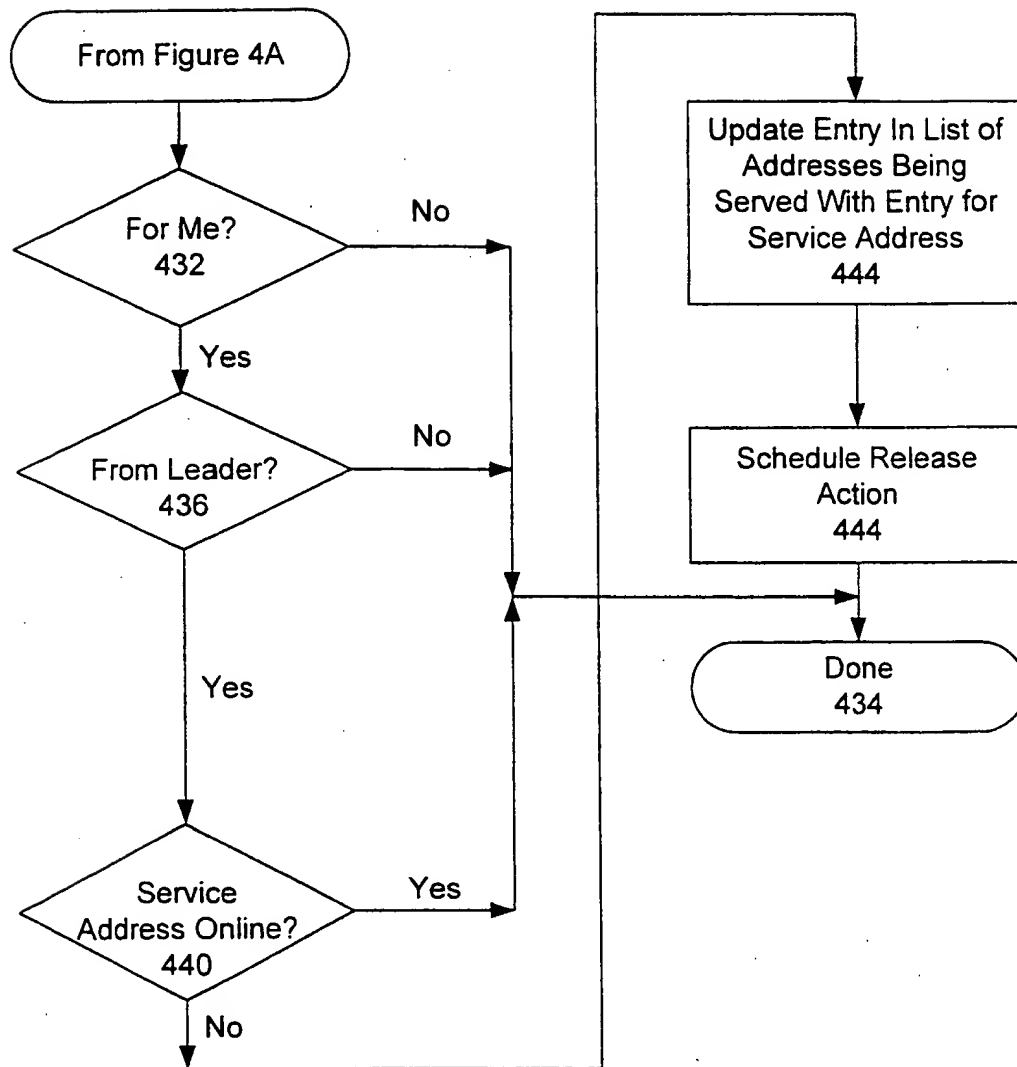 From Figure 4A
For Me?
432
No
Yes
From Leader?
436
No
Yes
Service
Address Online?
440
Yes
No
Update Entry In List of
Addresses Being
Served With Entry for
Service Address
444
Schedule Release
Action
444
Done
434